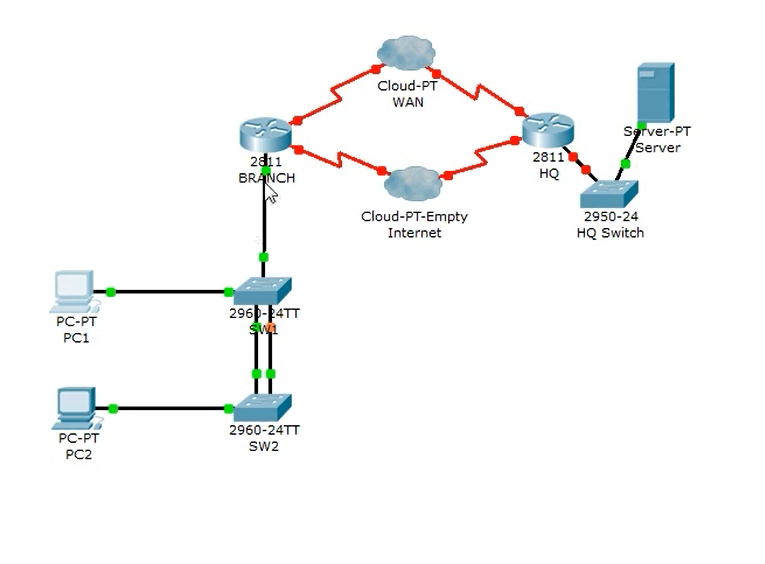 Cloud-PT
WAN
Server-PT
Server
2811
BRANCH
2811
HQ
Cloud-PT-Empty
Internet
2950-24
HQ Switch
PC-PT
PC1
2960-24TT
SW1
PC-PT
PC2
2960-24TT
SW2